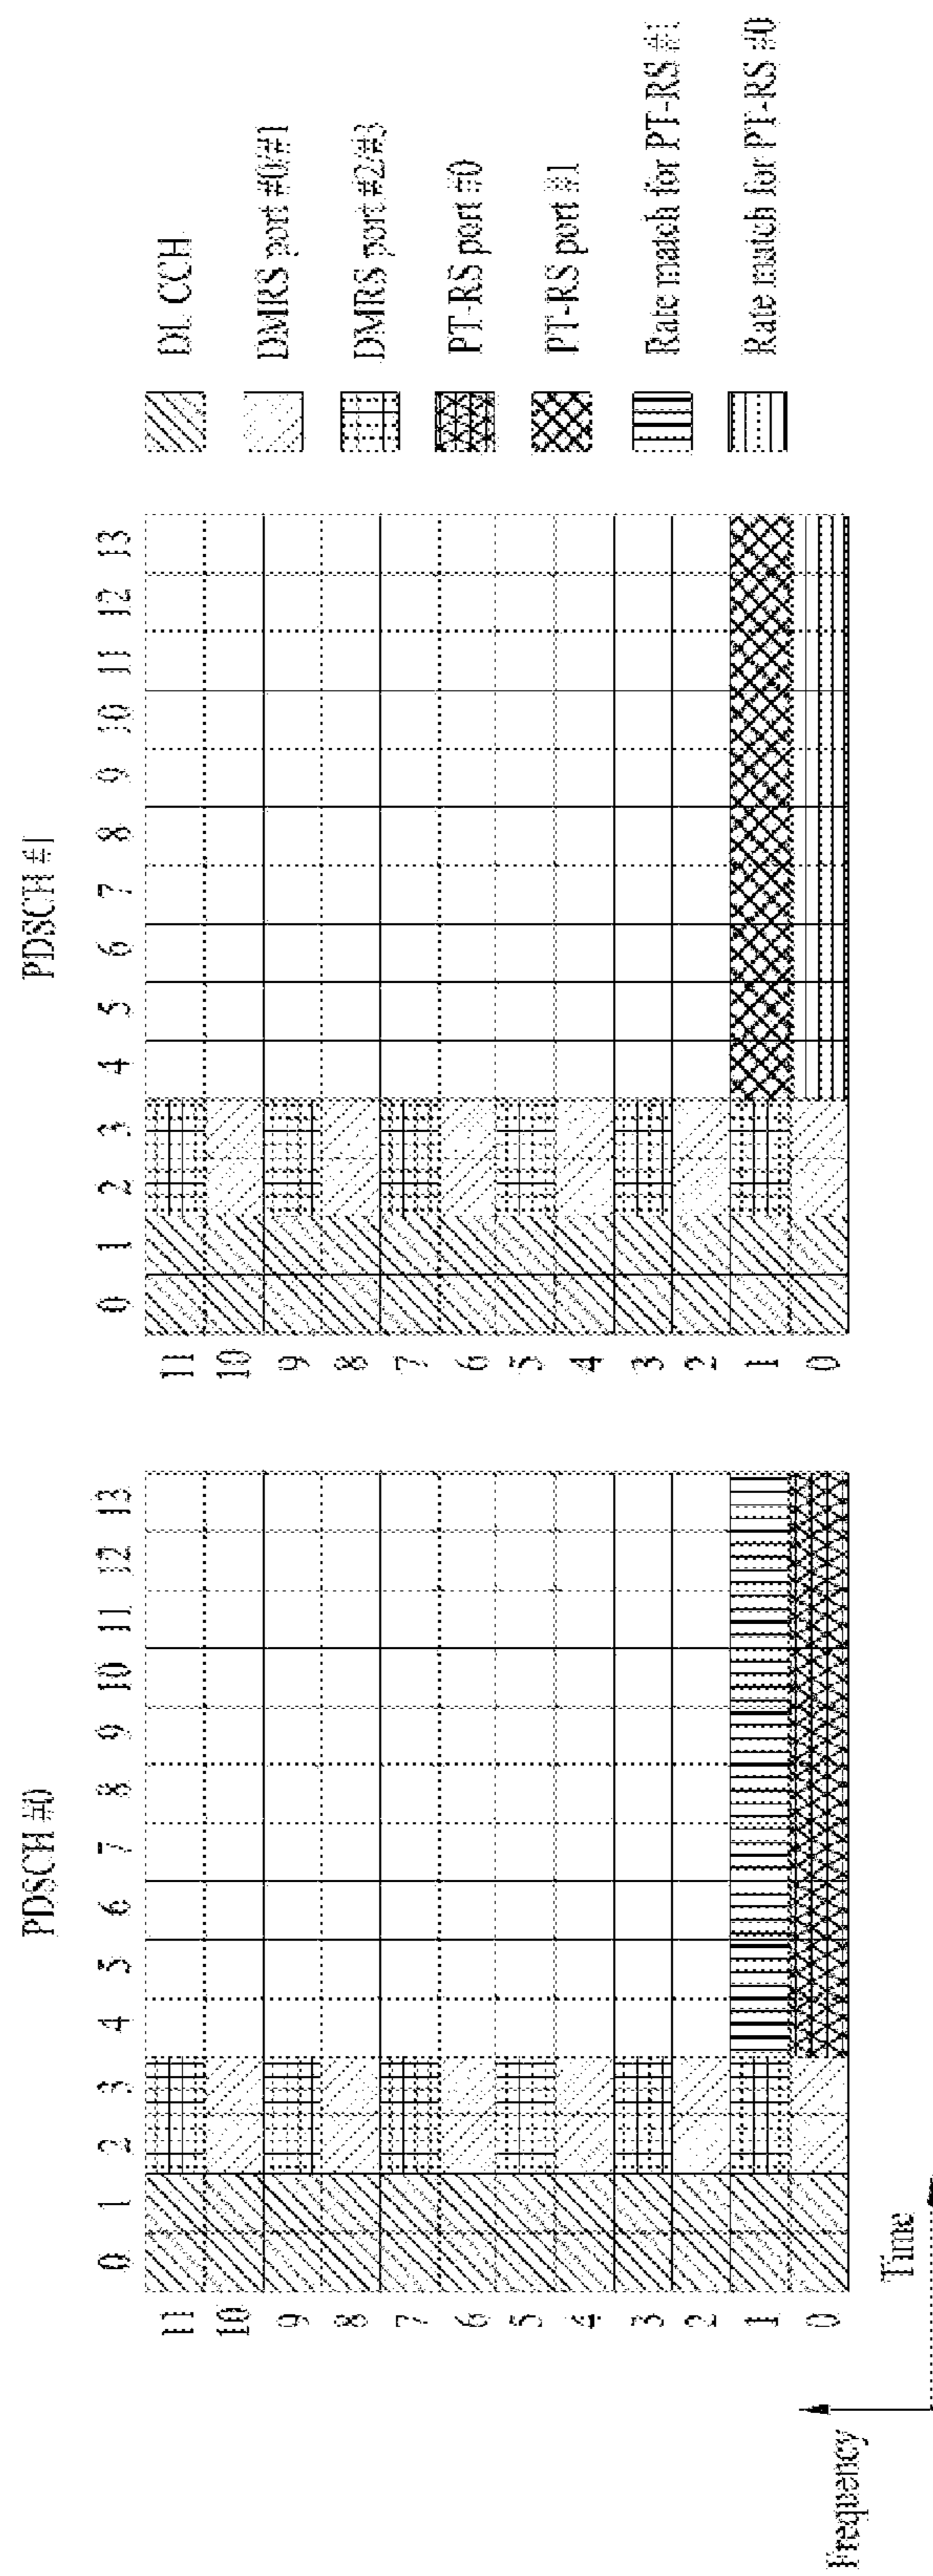 PDSCH #0
0 1 2 3 4 5 6 7 8 9 10 11 12 13
11
10
9
8
7
6
5
4
3
2
1
0
Frequency
Time
PDSCH #1
0 1 2 3 4 5 6 7 8 9 10 11 12 13
11
10
9
8
7
6
5
4
3
2
1
0
DL CCH
DMRS port #0/#1
DMRS port #2/#3
PT-RS port #0
PT-RS port #1
Rate match for PT-RS #1
Rate match for PT-RS #0